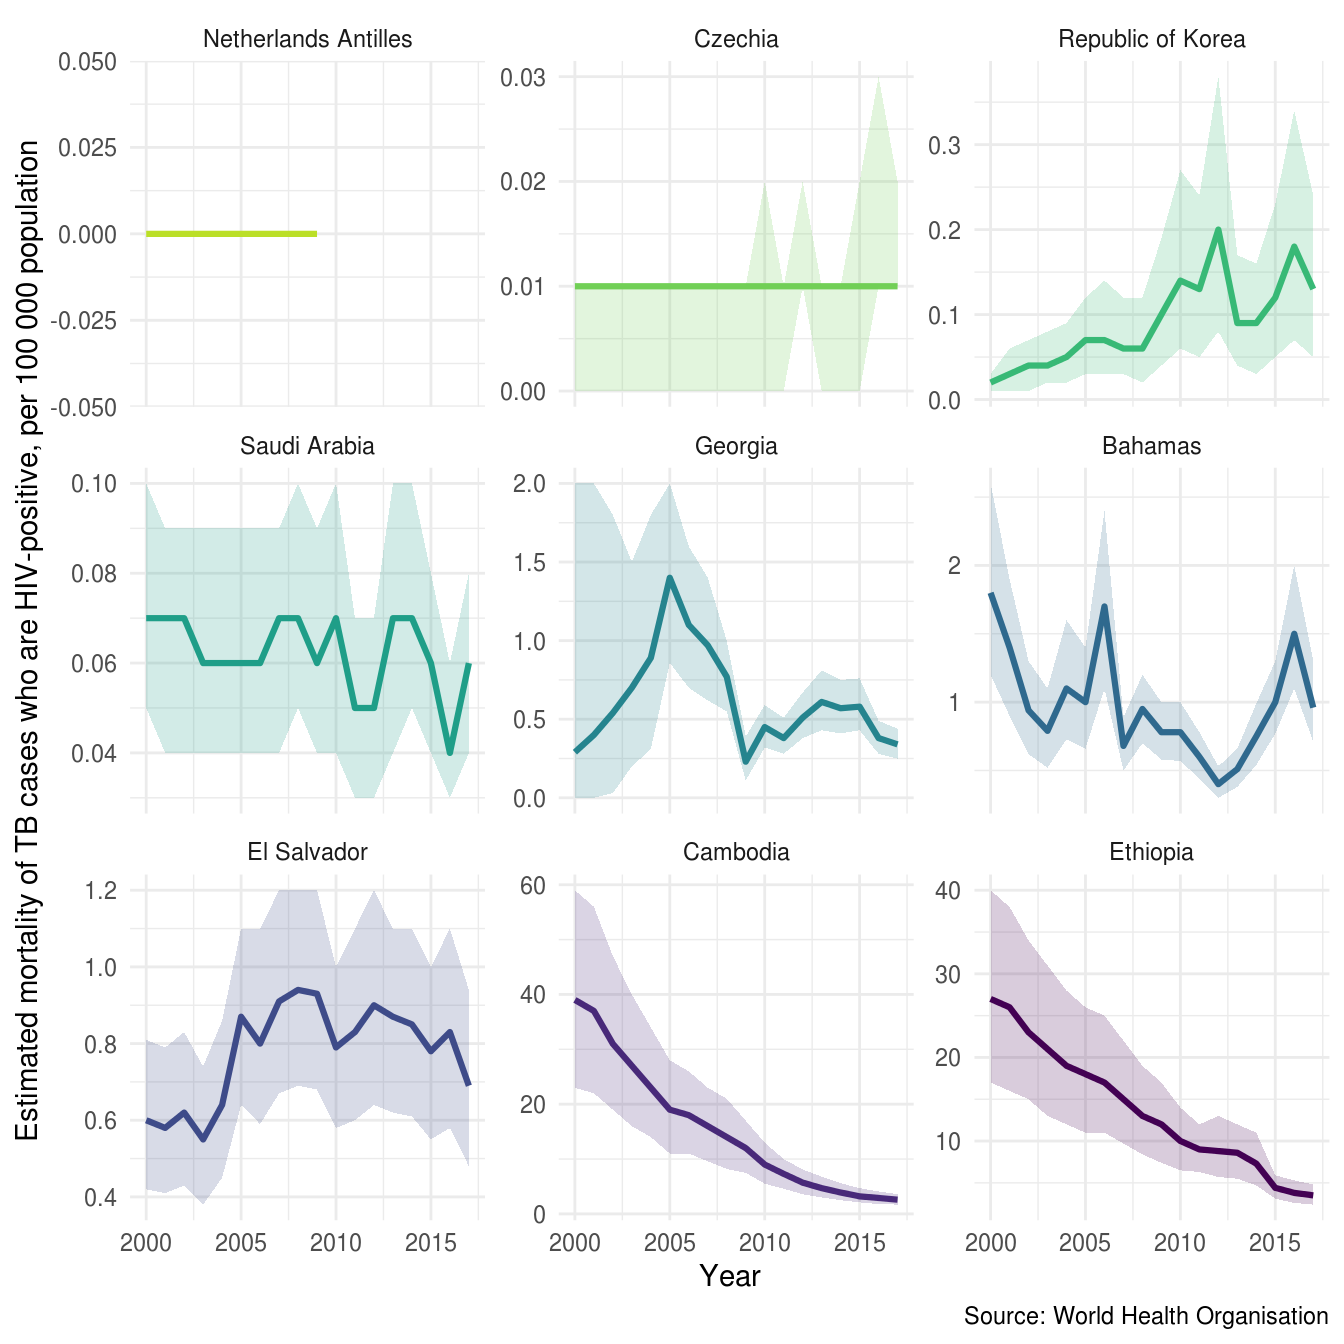 Estimated mortality of TB cases who are HIV-positive, per 100 000 population
Netherlands Antilles
0.050
0.025
0.000
-0.025
-0.050
Czechia
0.03
0.02
0.01
0.00
Republic of Korea
0.3
0.2
0.1
0.0
Saudi Arabia
0.10
0.08
0.06
0.04
Georgia
2.0
1.5
1.0
0.5
0.0
Bahamas
2
1
El Salvador
1.2
1.0
0.8
0.6
0.4
2000 2005 2010 2015
Cambodia
60
40
20
0
2000 2005 2010 2015
Ethiopia
40
30
20
10
2000 2005 2010 2015
Year
Source: World Health Organisation